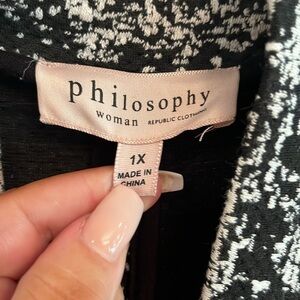 philosophy
woman REPUBLIC CLOTHING
1X
MADE IN
CHINA